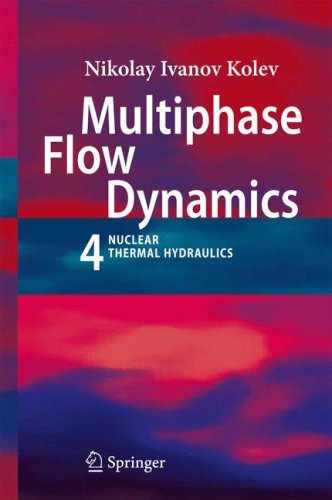 Nikolay Ivanov Kolev
Multiphase
Flow
Dynamics
4 NUCLEAR
THERMAL HYDRAULICS
Springer